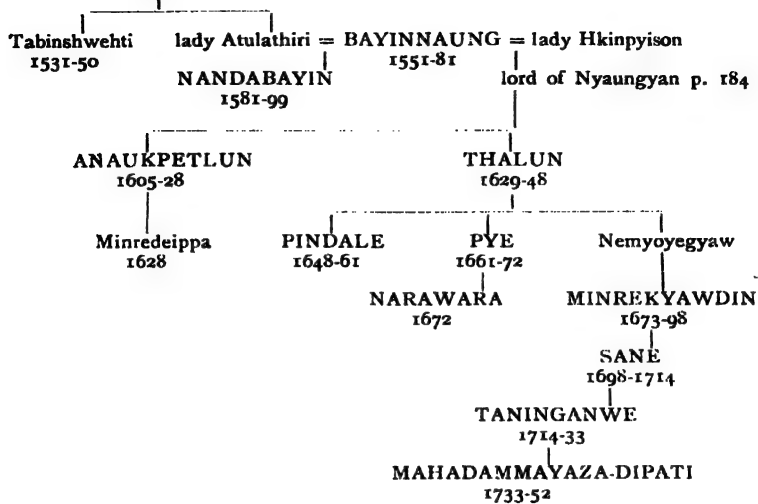 Tabinshwehti lady Atulathiri = BAYINNAUNG = lady Hkinpyison
1531-50 1551-81
NANDABAYIN lord of Nyaungyan p. 184
1581-99
ANAUKPETLUN THALUN
1605-28 1629-48
Minredeippa PINDALE PYE Nemyoyegyaw
1628 1648-61 1661-72
NARAWARA MINREKYAWDIN
1672 1673-98
SANE
1698-1714
TANINGANWE
1714-33
MAHADAMMAYAZA-DIPATI
1733-52